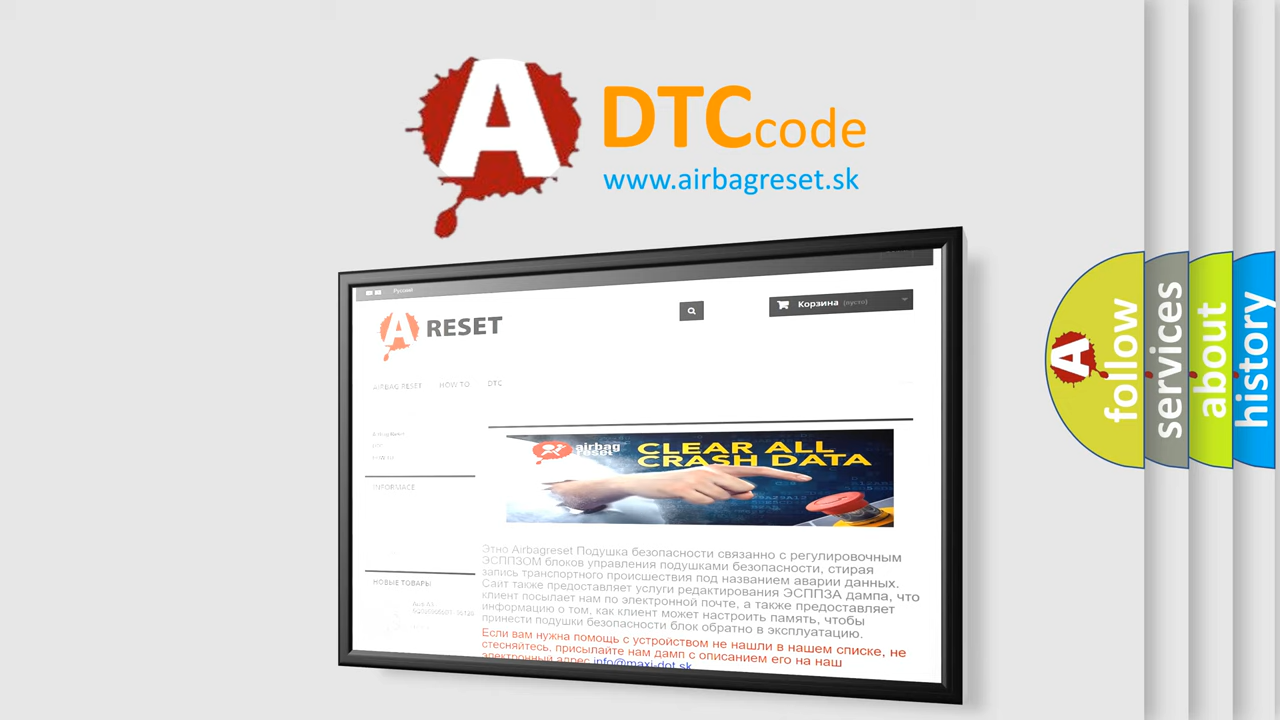 A DTC code
www.airbagreset.sk
Русский
A RESET
Корзина (пусто)
AIRBAG RESET HOW TO DTC
INFORMACE
НОВЫЕ ТОВАРЫ
airbag
reset
CLEAR ALL
CRASH DATA
Этно Airbagreset Подушка безопасности связанно с регулировочным
ЭСППЗОМ блоков управления подушками безопасности, стирая
запись транспортного происшествия под названием аварии данных.
Сайт также предоставляет услуги редактирования ЭСППЗА дампа, что
клиент посылает нам по электронной почте, а также предоставляет
информацию о том, как клиент может настроить память, чтобы
принести подушки безопасности блок обратно в эксплуатацию.
Если вам нужна помощь с устройством не нашли в нашем списке, не
стесняйтесь, присылайте нам дамп с описанием его на наш
электронный адрес info@maxi-dot.sk
A follow
services
about
history